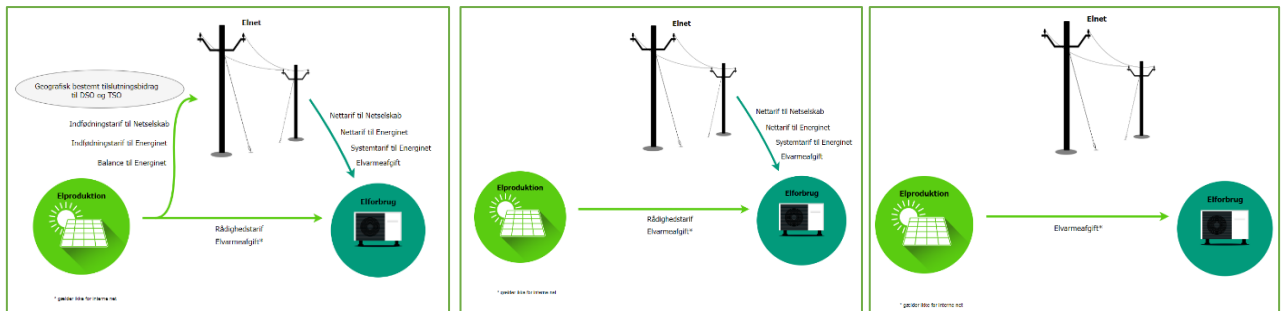 Elnet
Geografisk bestemt tilslutningsbidrag
til DSO og TSO
Indfødningstarif til Netselskab
Indfødningstarif til Energinet
Balance til Energinet
Nettarif til Netselskab
Nettarif til Energinet
Systemtarif til Energinet
Elvarmeafgift
Elproduktion
Elforbrug
Rådighedstarif
Elvarmeafgift*
* gælder ikke for interne net
Elnet
Nettarif til Netselskab
Nettarif til Energinet
Systemtarif til Energinet
Elvarmeafgift
Elproduktion
Elforbrug
Rådighedstarif
Elvarmeafgift*
* gælder ikke for interne net
Elnet
Elproduktion
Elforbrug
Elvarmeafgift*
* gælder ikke for interne net